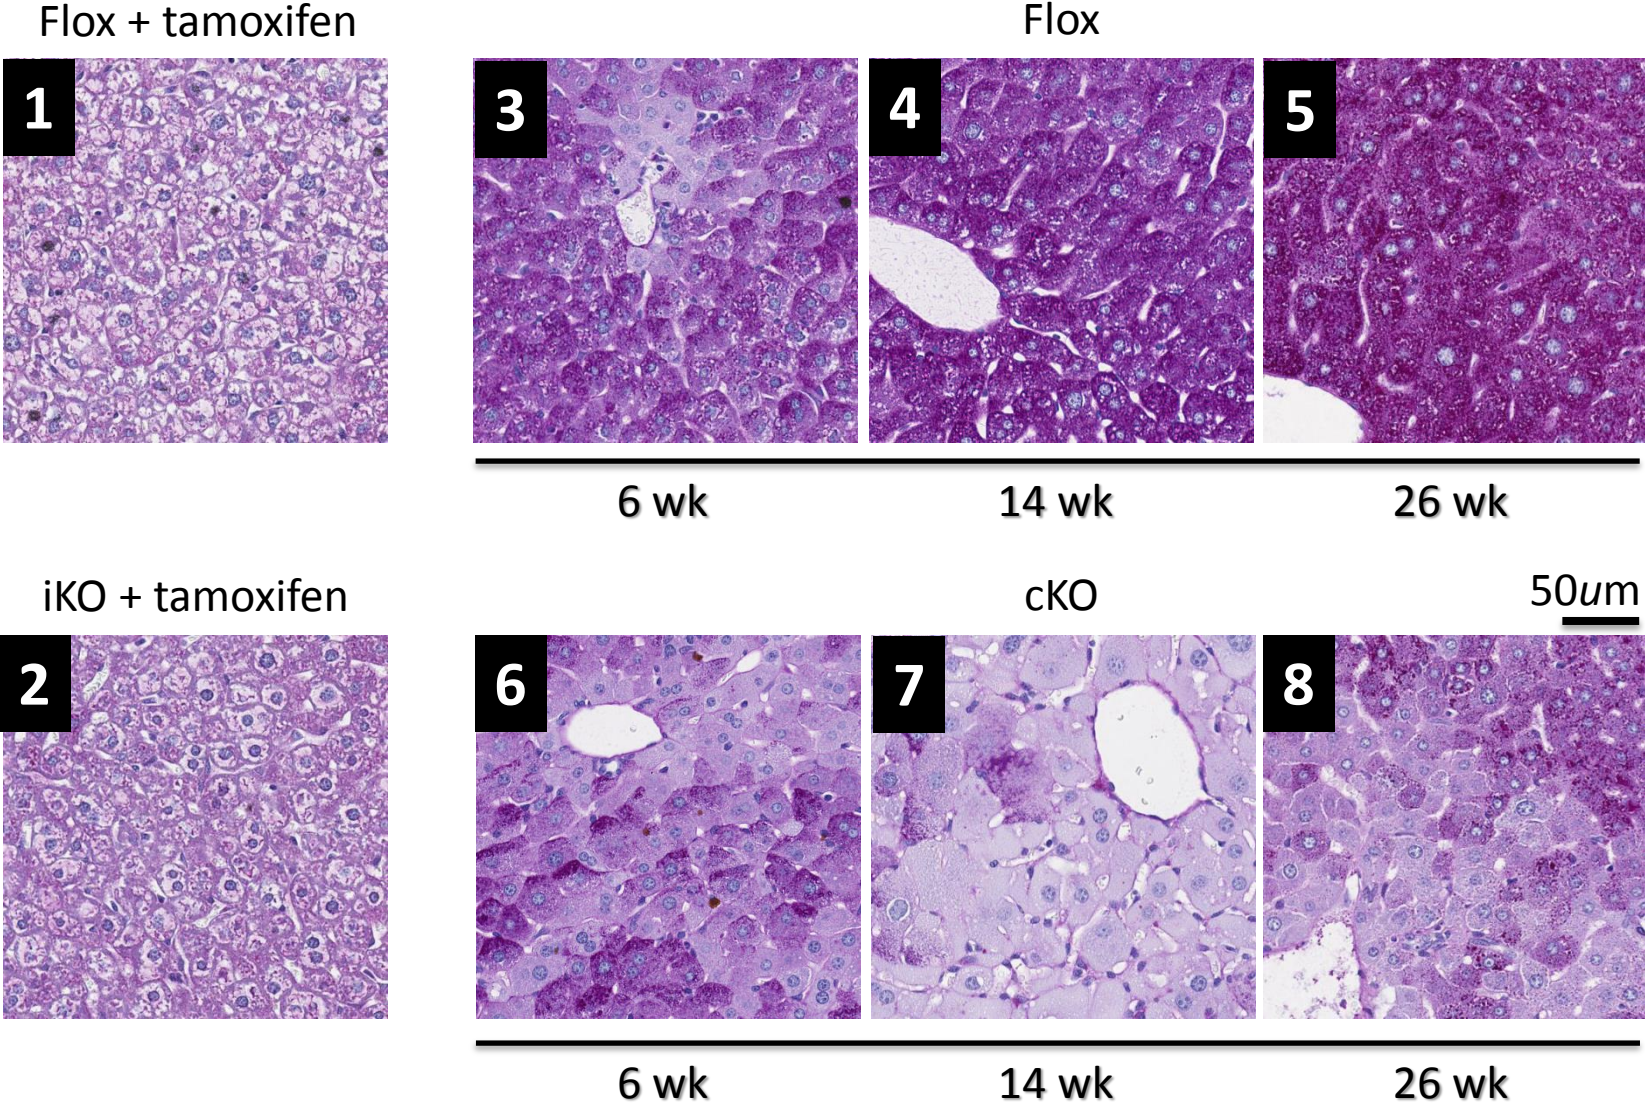 Flox + tamoxifen
Flox
1
3
4
5
6 wk
14 wk
26 wk
iKO + tamoxifen
cKO
50um
2
6
7
8
6 wk
14 wk
26 wk